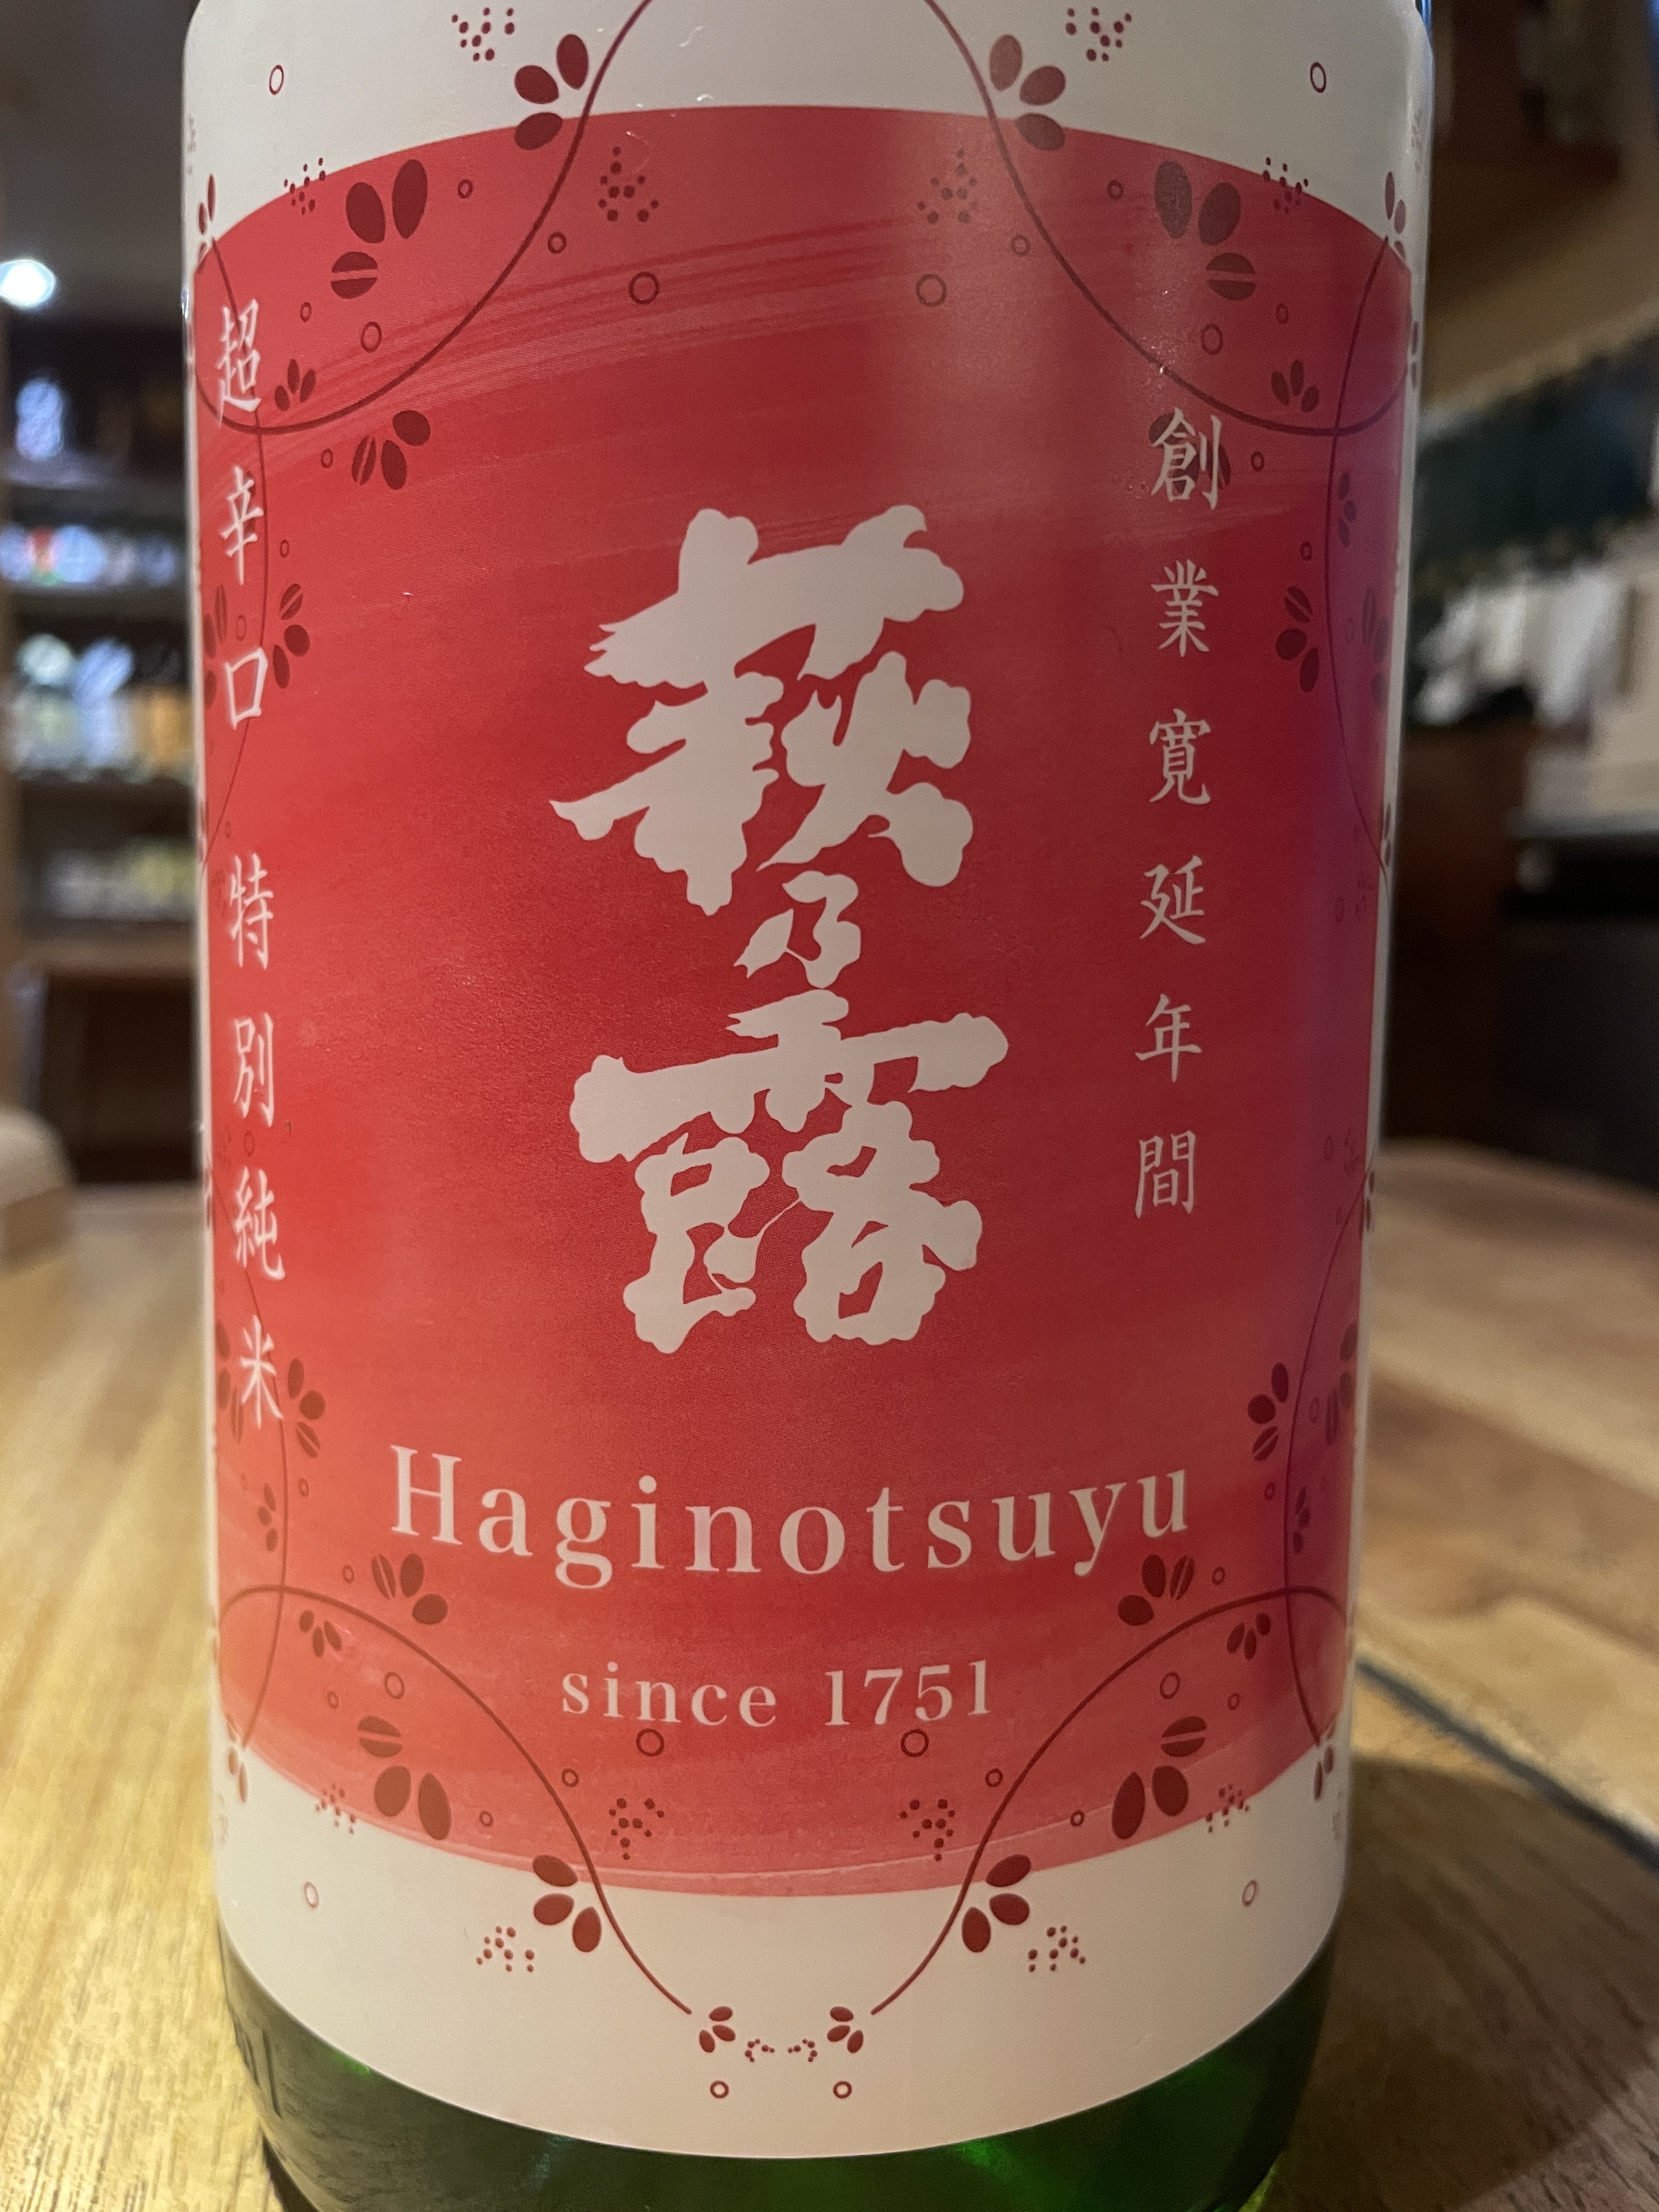 創業寛延年間
萩乃露
超辛口 特別純米
Haginotsuyu
since 1751